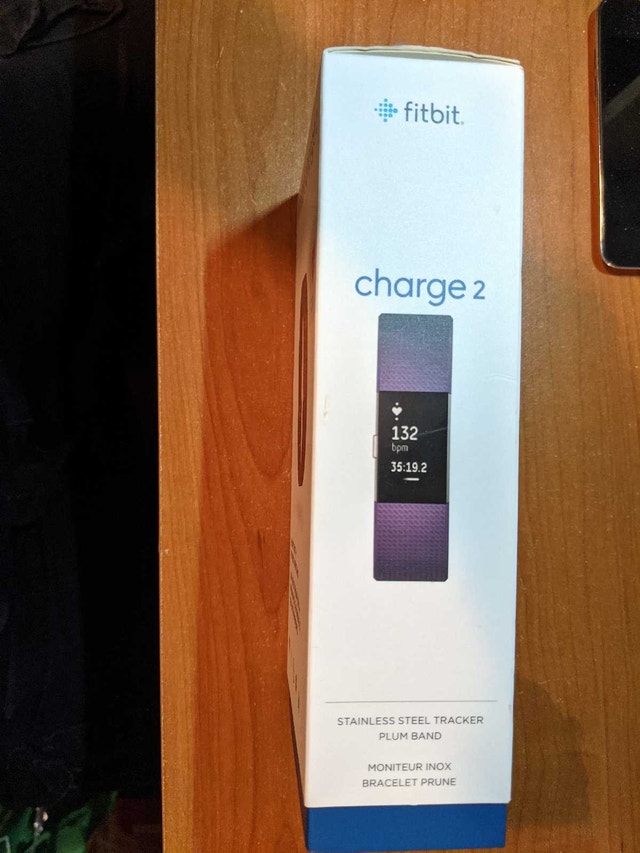 fitbit.
charge 2
132
bpm
35:19.2
STAINLESS STEEL TRACKER
PLUM BAND
MONITEUR INOX
BRACELET PRUNE